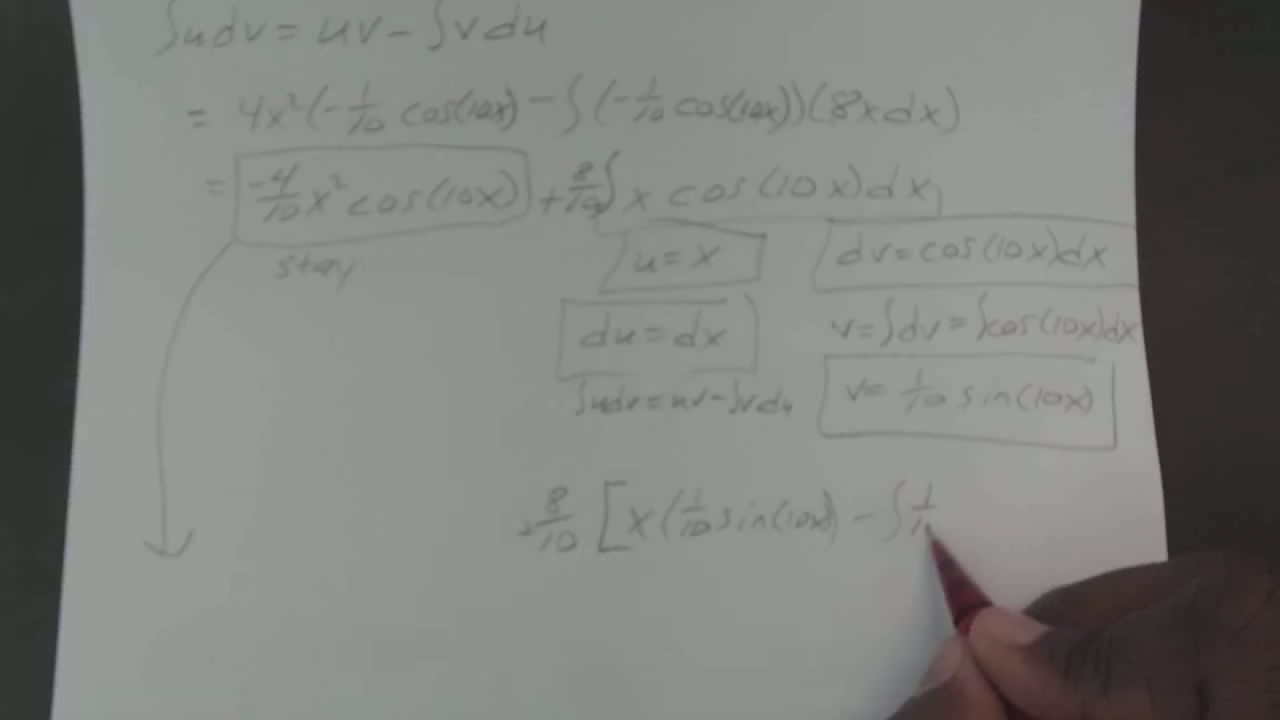 ∫udv = uv - ∫vdu
= 4x²(-1/10 cos(10x) - ∫(-1/10 cos(10x))(8xdx)
= -4/10 x² cos(10x) + 8/10 ∫ x cos(10x)dx
stay
u = x
dv = cos(10x)dx
du = dx
v = ∫dv = ∫cos(10x)dx
∫udv = uv - ∫vdu
v = 1/10 sin(10x)
+ 8/10 [x(1/10 sin(10x) - ∫ 1/1